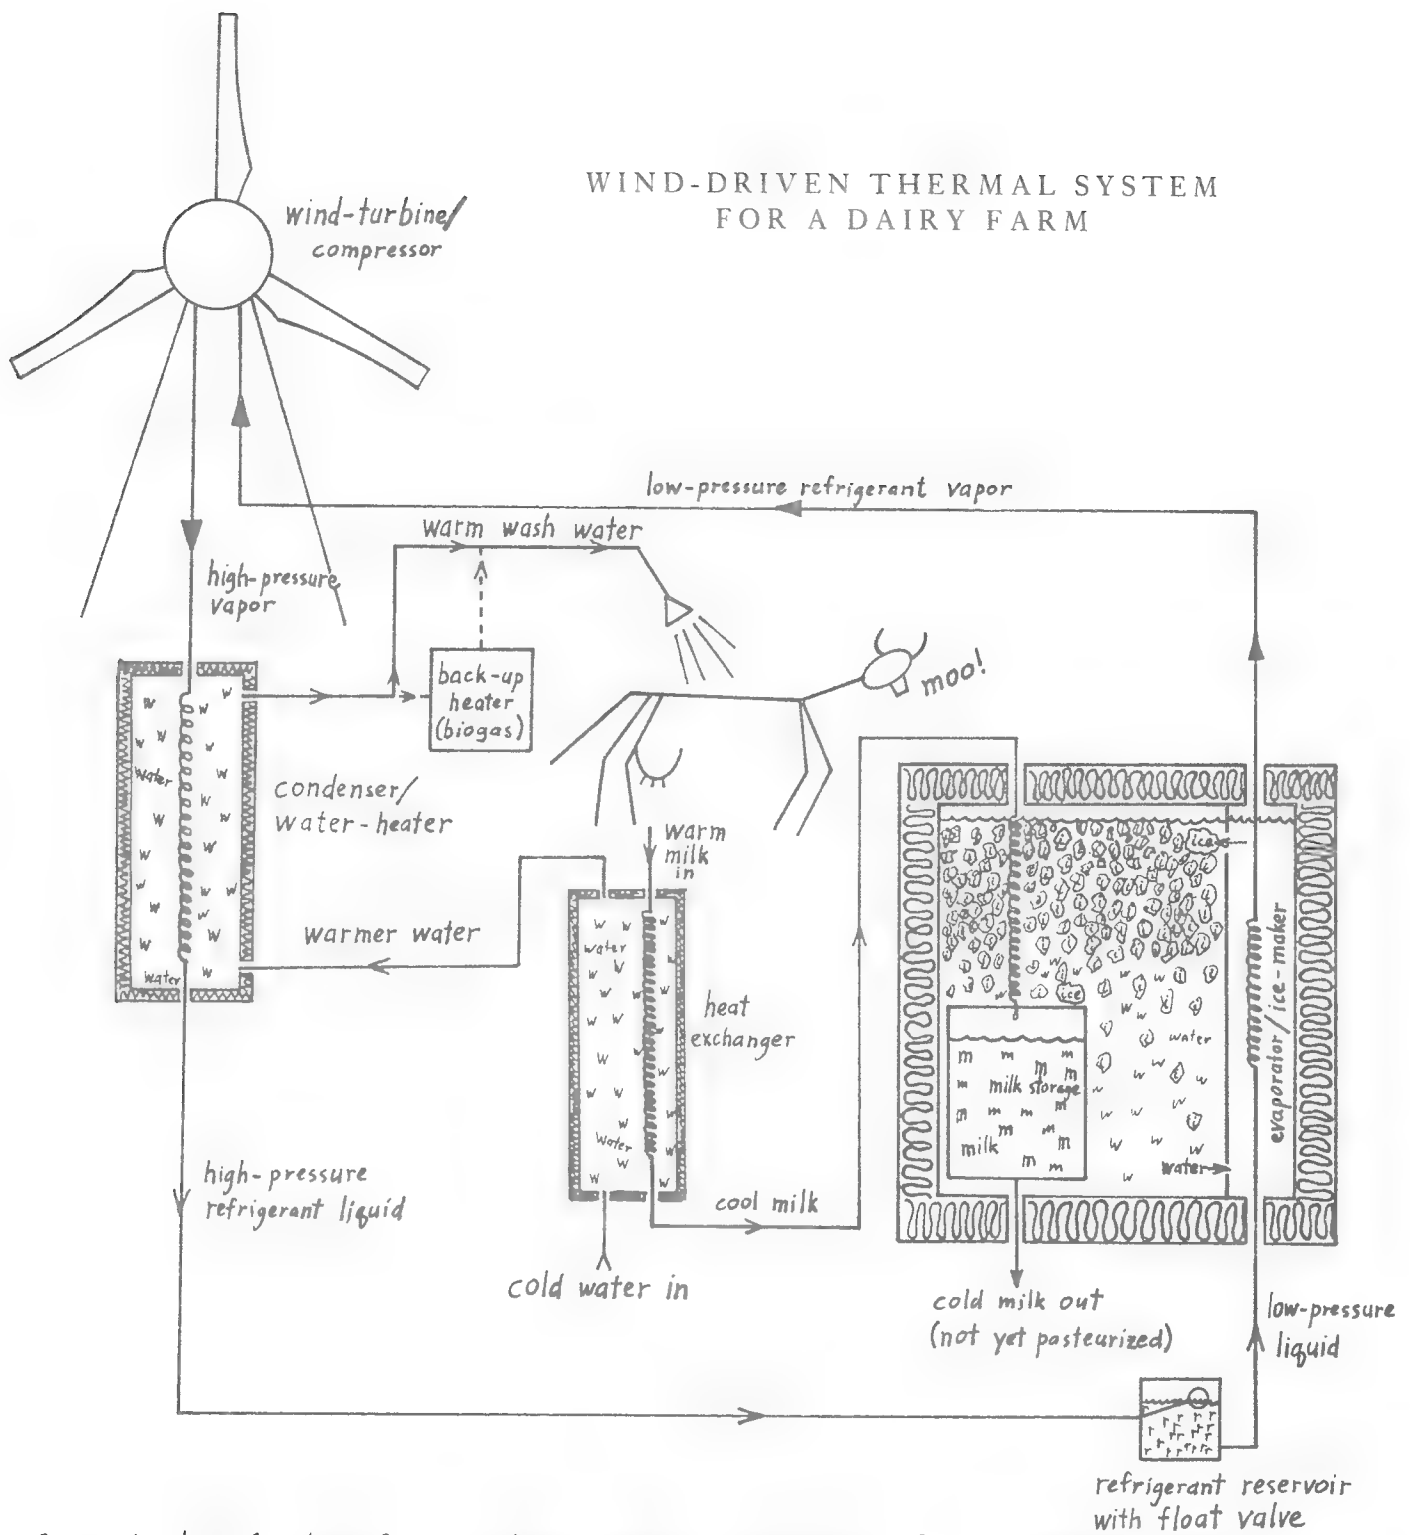 WIND-DRIVEN THERMAL SYSTEM
FOR A DAIRY FARM
wind-turbine/
compressor
low-pressure refrigerant vapor
warm wash water
high-pressure
vapor
back-up
heater
(biogas)
moo!
w
water
condenser/
water-heater
warm
milk
in
ice
warmer water
water
water
water
heat
exchanger
ice
evaporator/ice-maker
water
m
milk storage
milk
water
high-pressure
refrigerant liquid
cool milk
cold water in
cold milk out
(not yet pasteurized)
low-pressure
liquid
r
refrigerant reservoir
with float valve